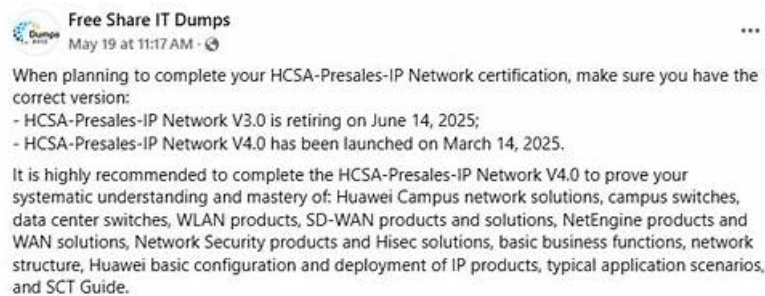 Free Share IT Dumps
Dumps
BASE
May 19 at 11:17 AM ·
When planning to complete your HCSA-Presales-IP Network certification, make sure you have the
correct version:
- HCSA-Presales-IP Network V3.0 is retiring on June 14, 2025;
- HCSA-Presales-IP Network V4.0 has been launched on March 14, 2025.
It is highly recommended to complete the HCSA-Presales-IP Network V4.0 to prove your
systematic understanding and mastery of: Huawei Campus network solutions, campus switches,
data center switches, WLAN products, SD-WAN products and solutions, NetEngine products and
WAN solutions, Network Security products and Hisec solutions, basic business functions, network
structure, Huawei basic configuration and deployment of IP products, typical application scenarios,
and SCT Guide.